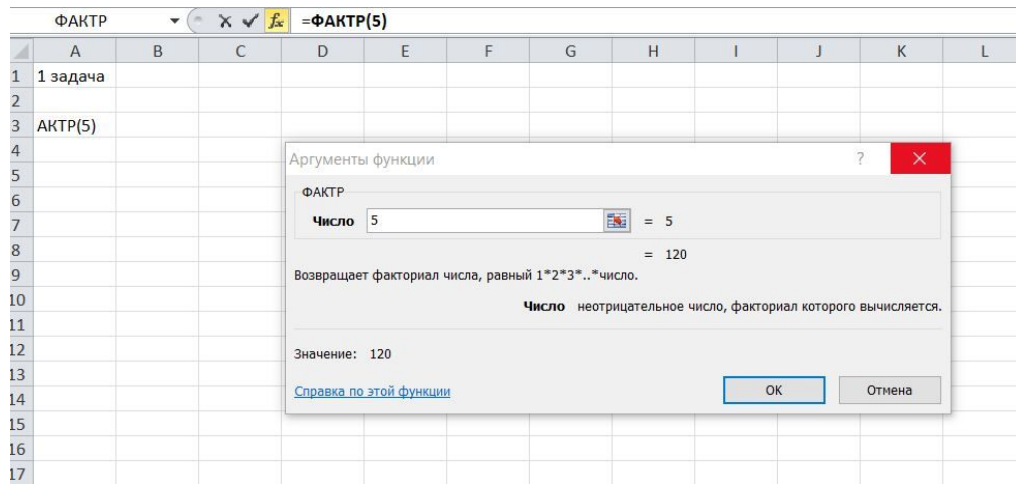 ФАКТР =ФАКТР(5)
A B C D E F G H I J K L
1 1 задача
2
3 АКТР(5)
4
Аргументы функции ?
5
6
ФАКТР
7
Число 5 = 5
8
= 120
9
Возвращает факториал числа, равный 1*2*3*..*число.
10
Число неотрицательное число, факториал которого вычисляется.
11
12
Значение: 120
13
14
Справка по этой функции ОК Отмена
15
16
17